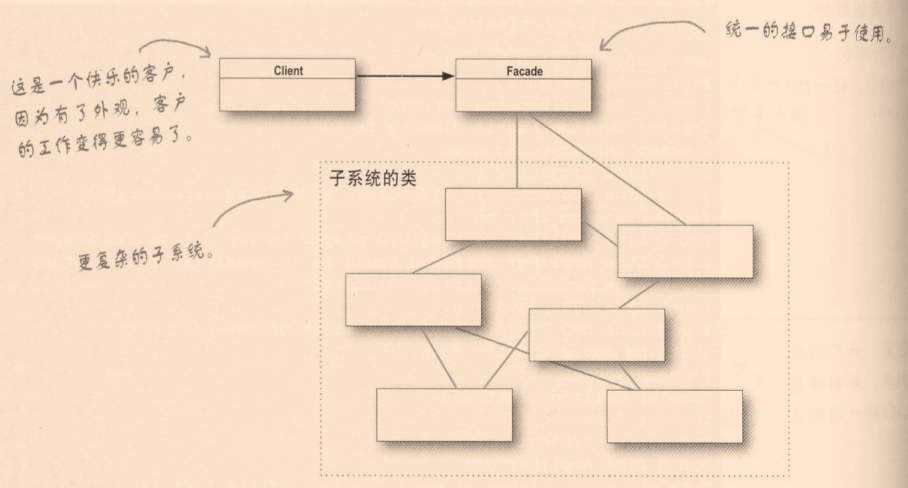 统一的接口易于使用。
Client
Facade
这是一个快乐的客户,
因为有了外观,客户
的工作变得更容易了。
子系统的类
更复杂的子系统。